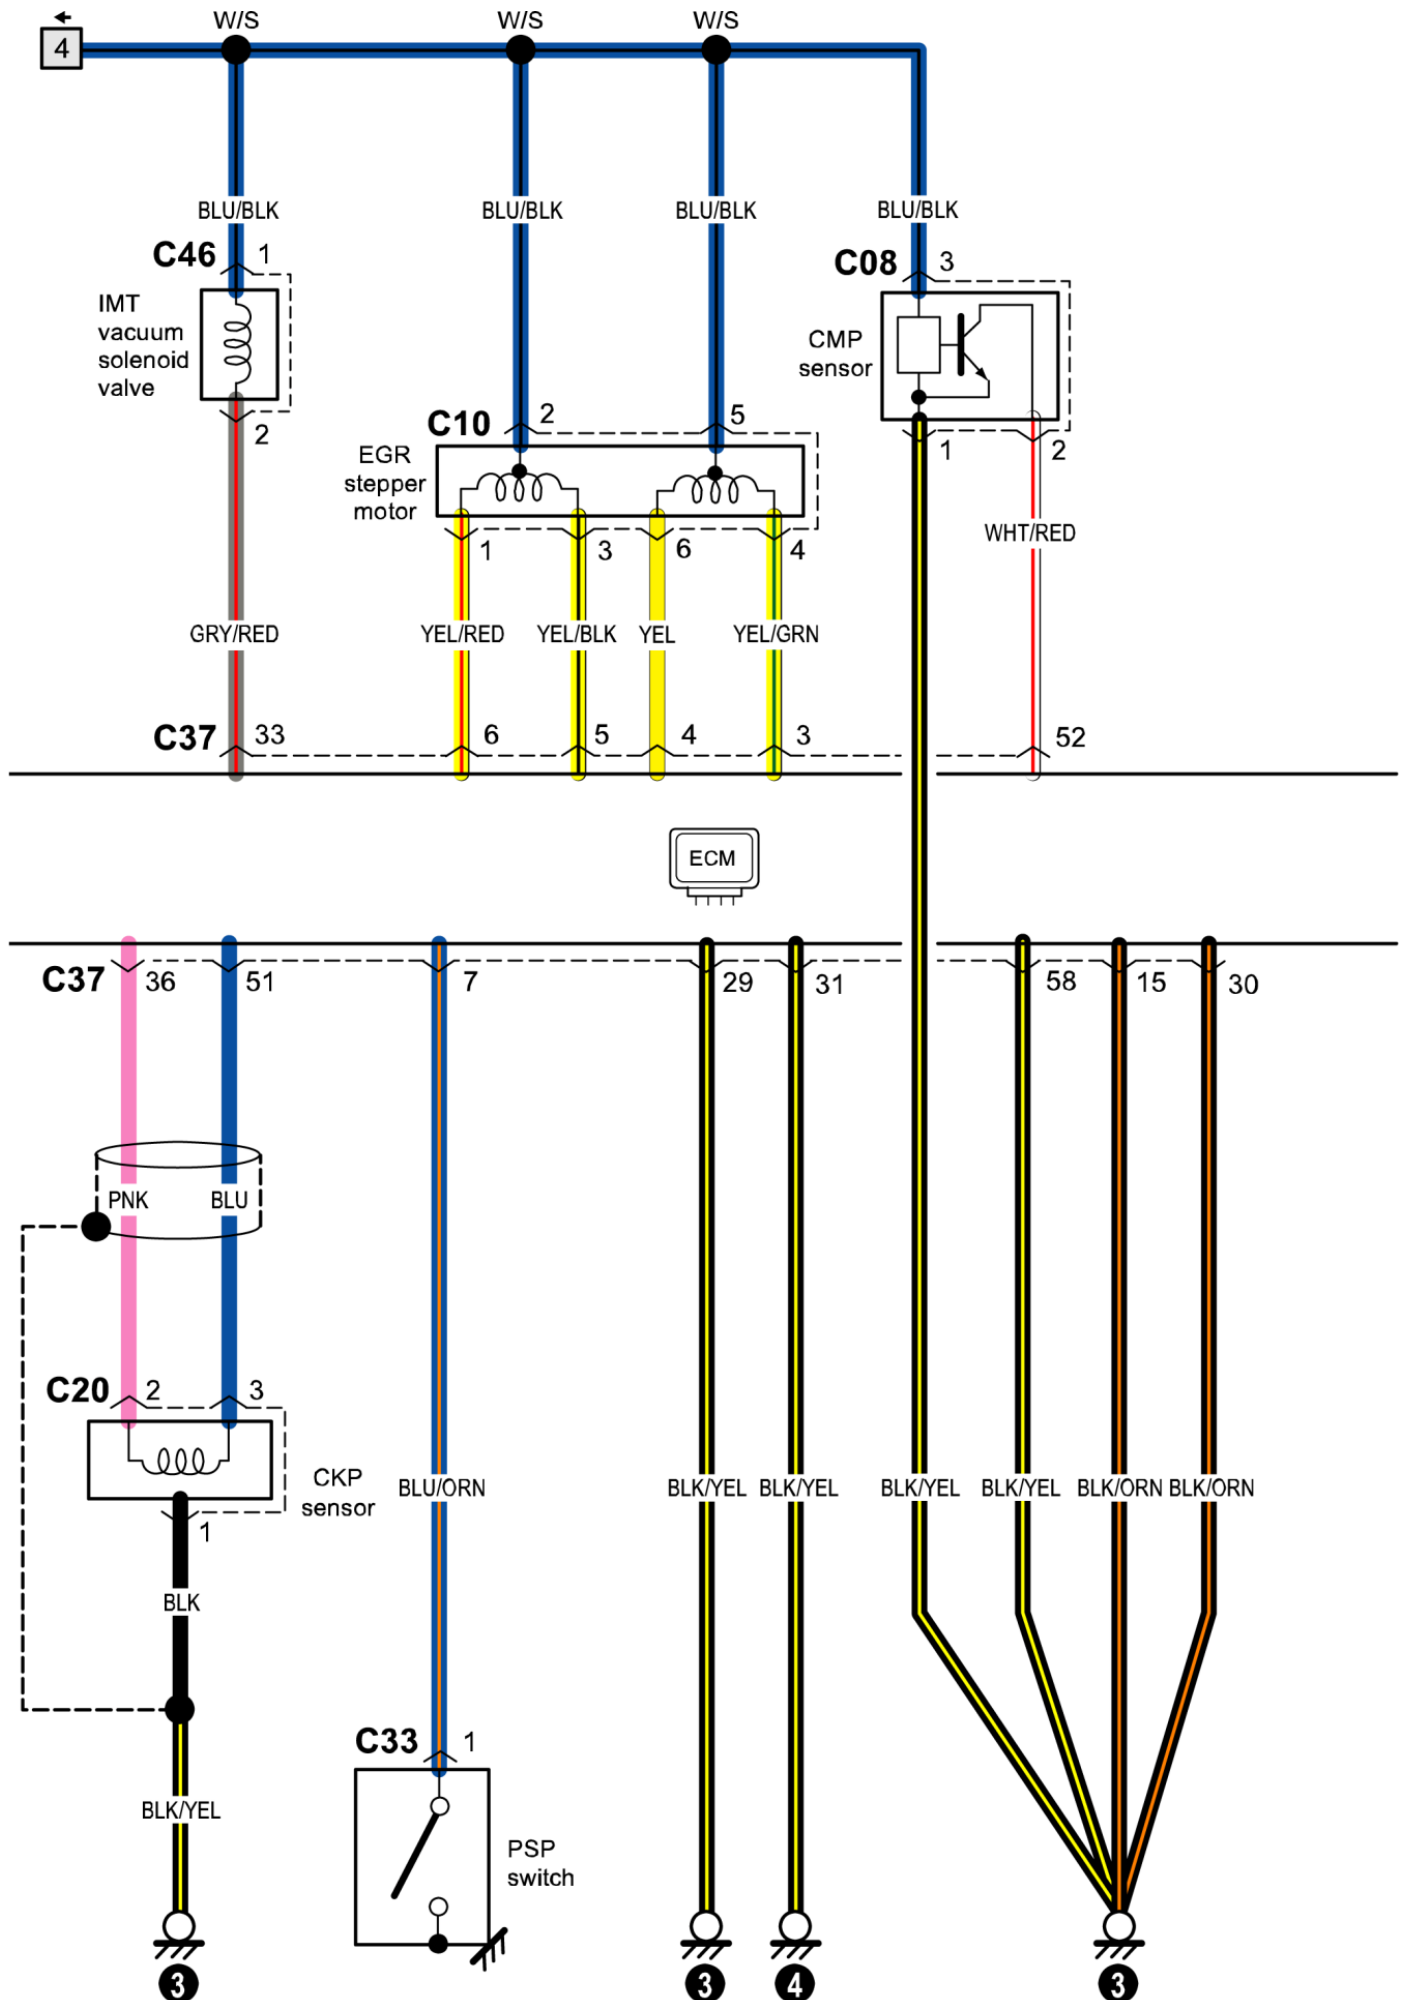 4
W/S W/S W/S
BLU/BLK BLU/BLK BLU/BLK BLU/BLK
C46 1
C08 3
IMT
vacuum
solenoid
valve
CMP
sensor
2
C10 2 5
1 2
EGR
stepper
motor
1 3 6 4
WHT/RED
GRY/RED YEL/RED YEL/BLK YEL YEL/GRN
C37 33 6 5 4 3 52
ECM
C37 36 51 7 29 31 58 15 30
PNK BLU
C20 2 3
CKP
sensor
BLU/ORN BLK/YEL BLK/YEL BLK/YEL BLK/YEL BLK/ORN BLK/ORN
1
BLK
C33 1
BLK/YEL
PSP
switch
3 3 4 3